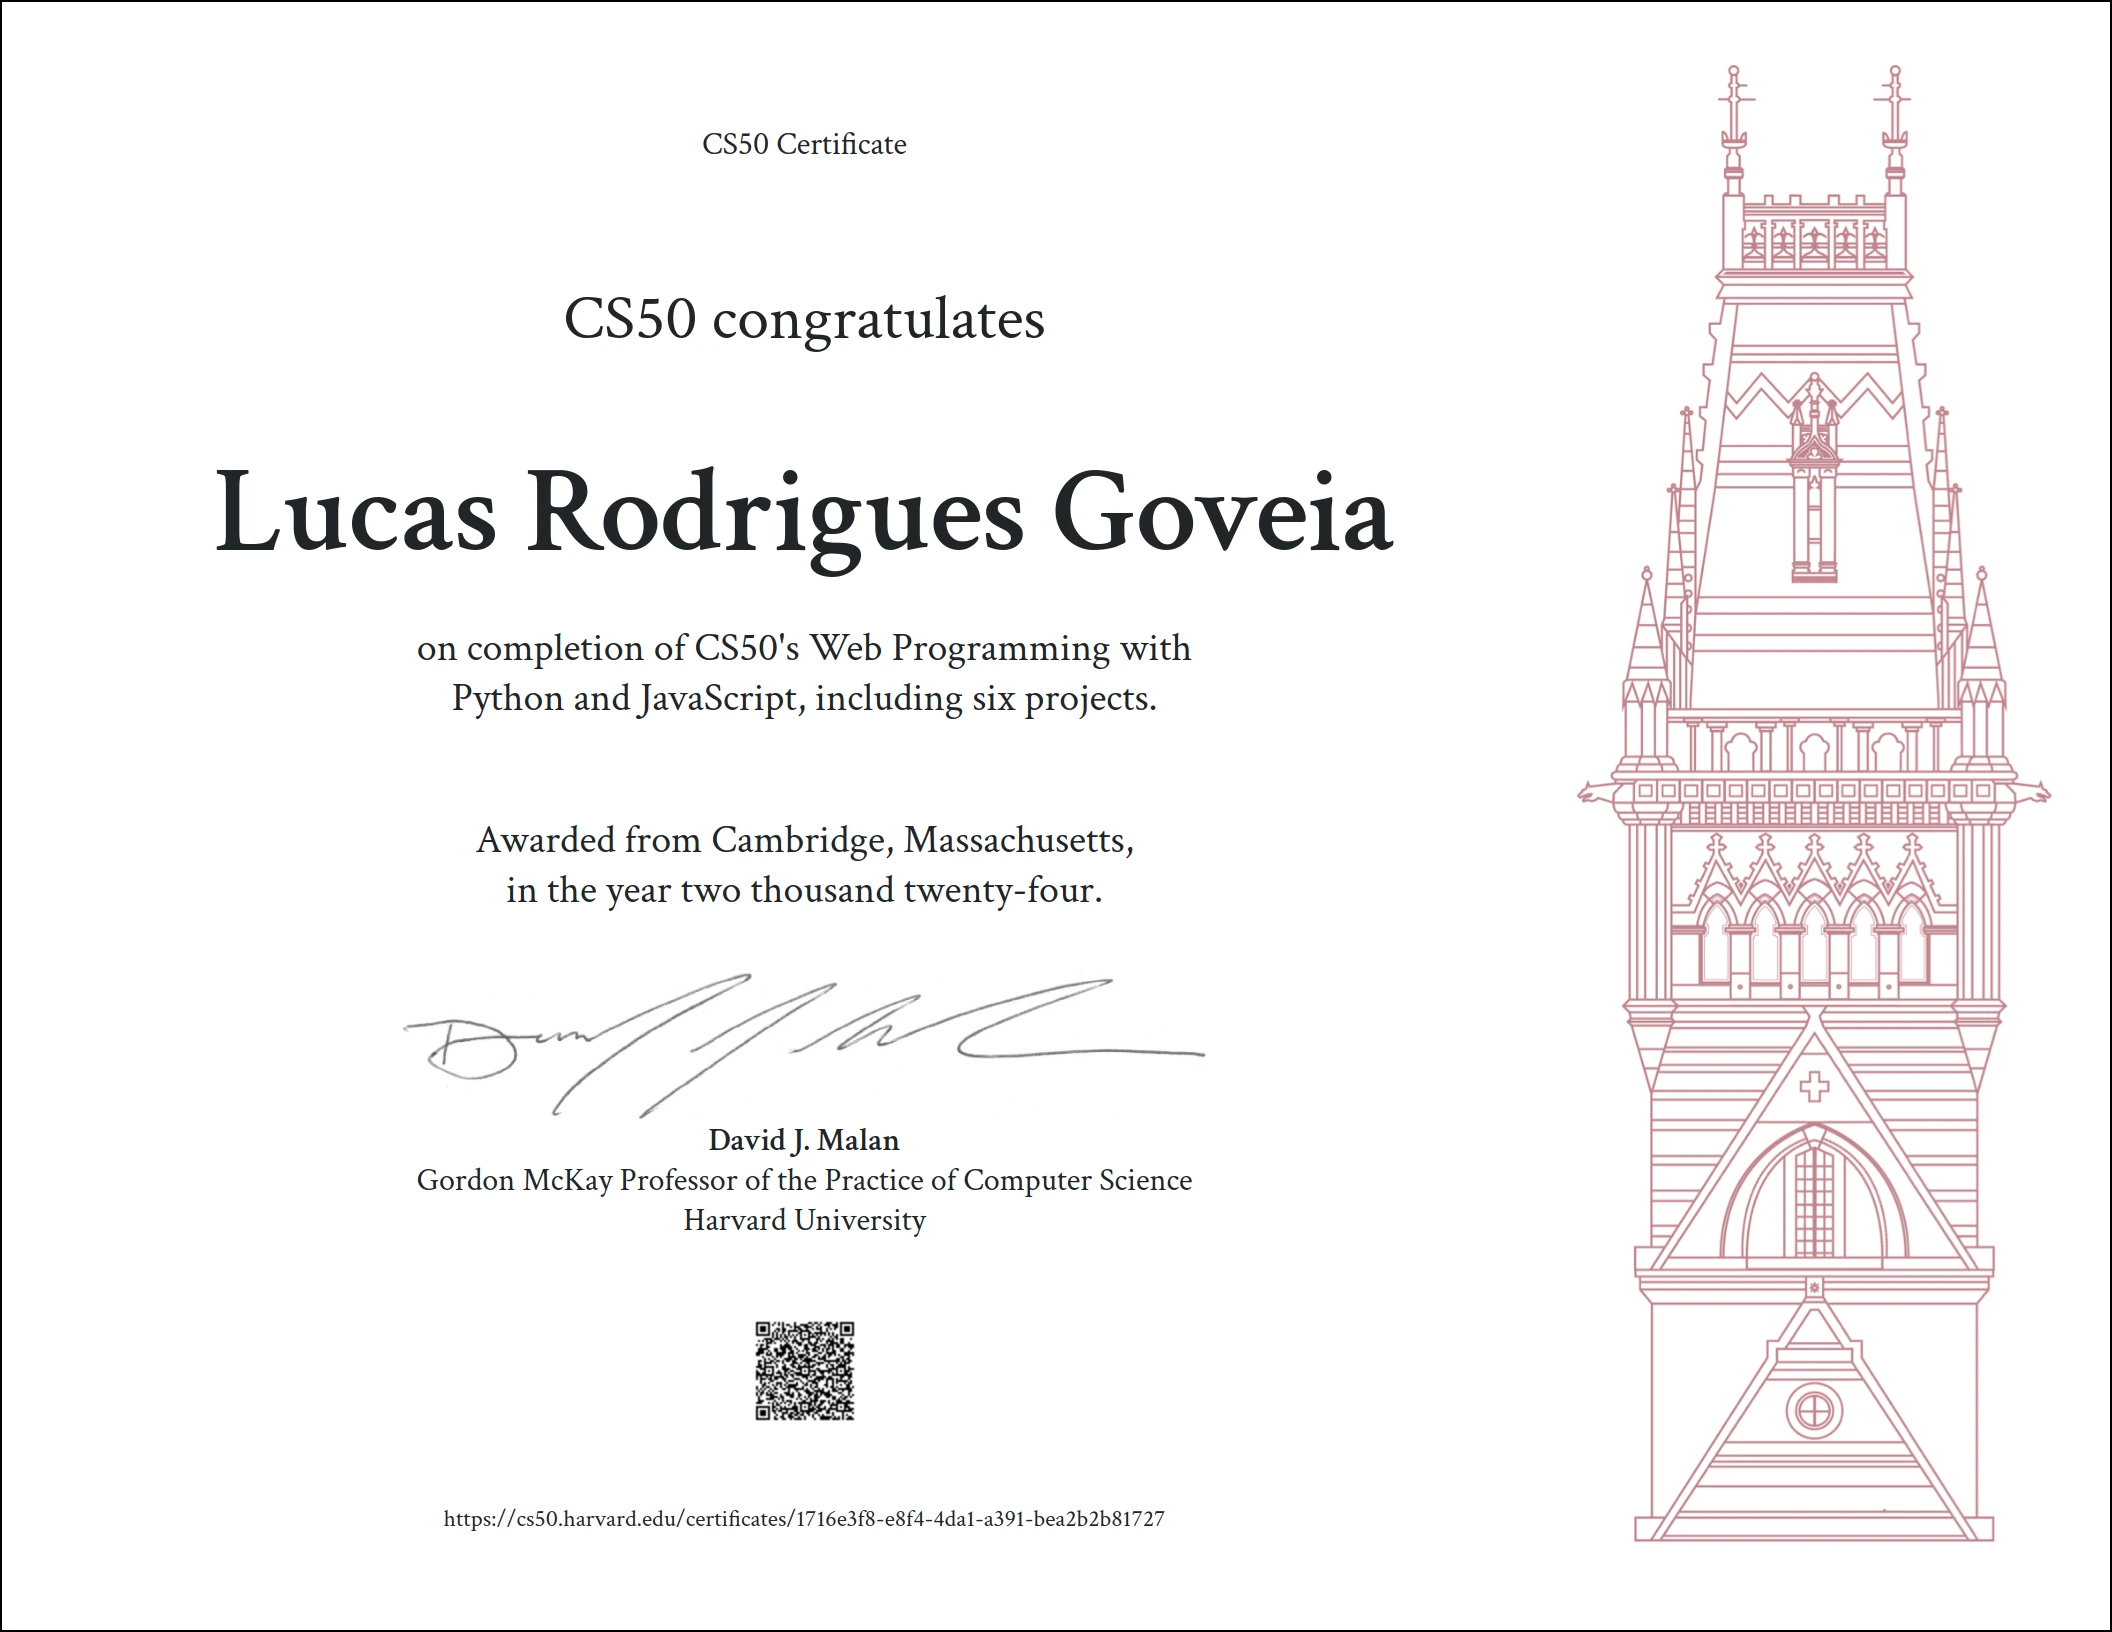 CS50 Certificate
CS50 congratulates
Lucas Rodrigues Goveia
on completion of CS50's Web Programming with
Python and JavaScript, including six projects.
Awarded from Cambridge, Massachusetts,
in the year two thousand twenty-four.
David J. Malan
Gordon McKay Professor of the Practice of Computer Science
Harvard University
https://cs50.harvard.edu/certificates/1716e3f8-e8f4-4da1-a391-bea2b2b81727